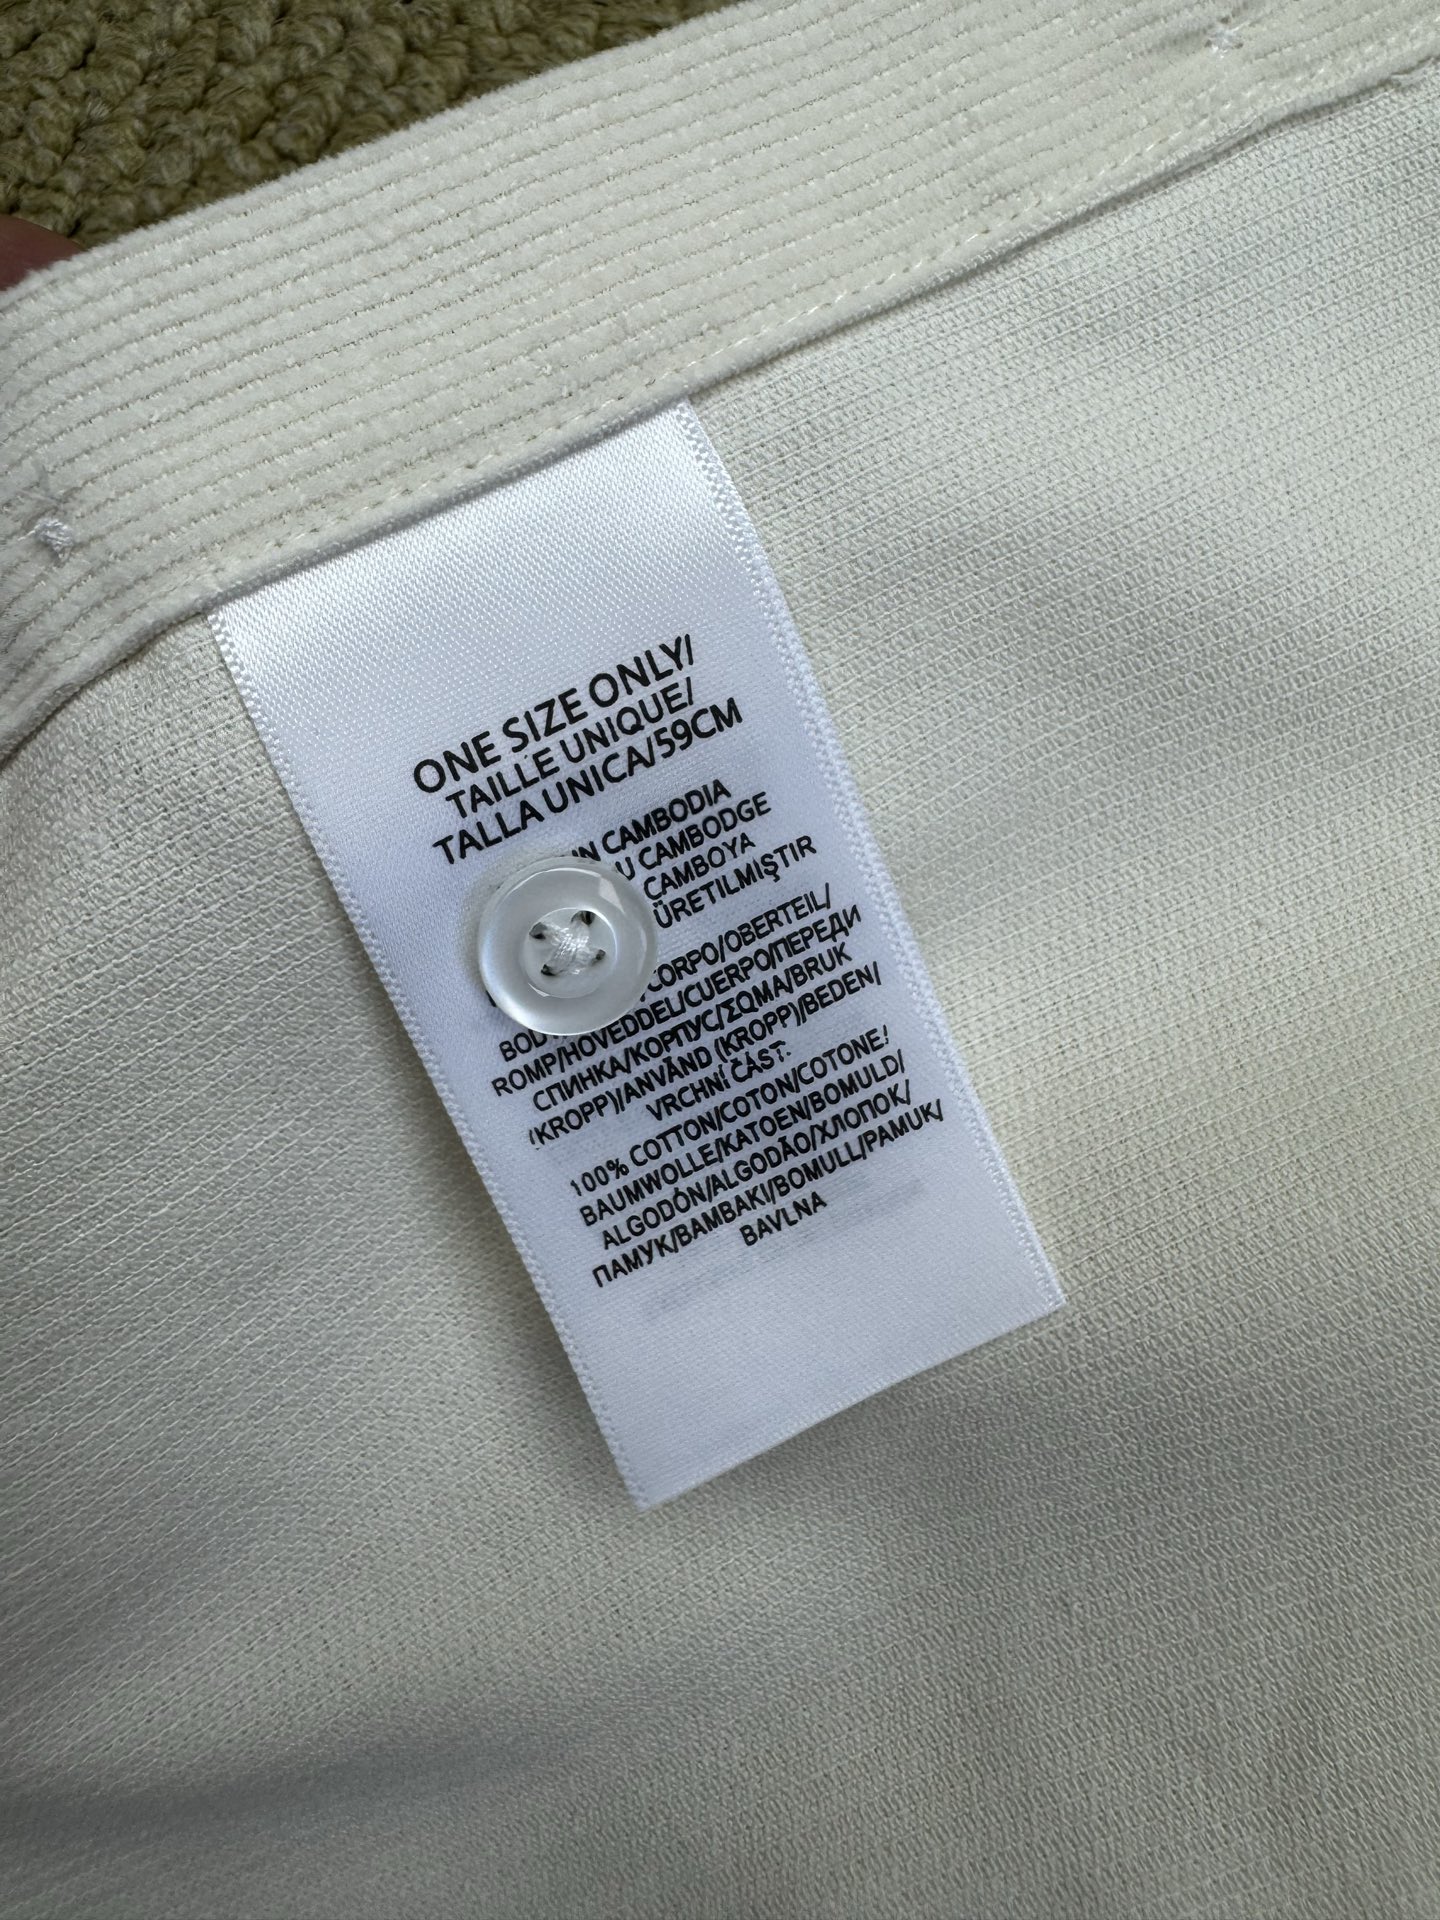 ONE SIZE ONLY/
TAILLE UNIQUE/
TALLA UNICA/59CM
IN CAMBODIA
CAMBODGE
CAMBOYA
ÜRETILMIŞTIR
/CORPO/OBERTEIL/
/HOVEDDEL/CUERPO/ПЕРЕДИ
ROMP/
СПИНКА/КОРПУС/ΣΩΜΑ/BRUK
(KROPP)/ANVÄND (KROPP)/BEDEN/
VRCHNÍ ČÁST:
100% COTTON/COTON/COTONE/
BAUMWOLLE/KATOEN/BOMULD/
ALGODÓN/ALGODÃO/ХЛОПОК/
ПАМУК/BAMBAKI/BOMULL/PAMUK/
BAVLNA